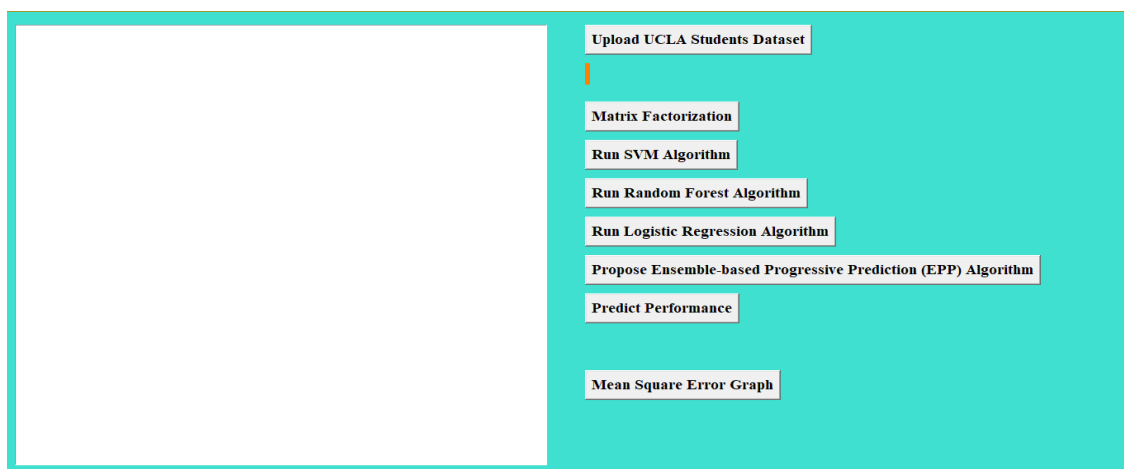 Upload UCLA Students Dataset
Matrix Factorization
Run SVM Algorithm
Run Random Forest Algorithm
Run Logistic Regression Algorithm
Propose Ensemble-based Progressive Prediction (EPP) Algorithm
Predict Performance
Mean Square Error Graph